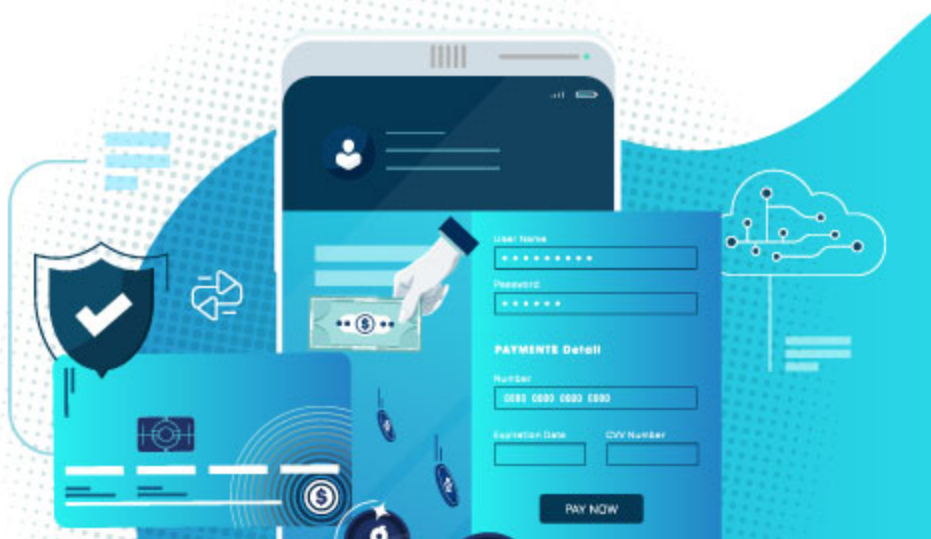 User Name
Password
PAYMENTS Detail
Number
0000 0000 0000 0000
Expiration Date
CVV Number
PAY NOW